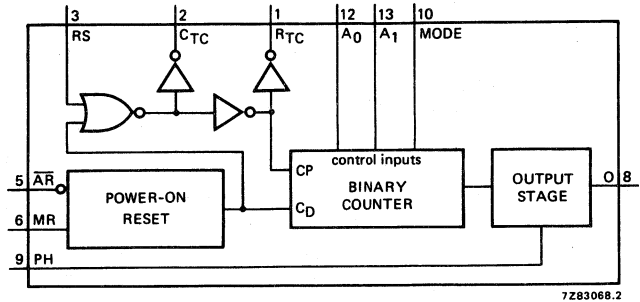 3 2 1 12 13 10
RS CTC RTC A0 A1 MODE
control inputs
CP BINARY COUNTER
CD
OUTPUT STAGE
O 8
5 AR
POWER-ON RESET
6 MR
9 PH
7Z83068.2